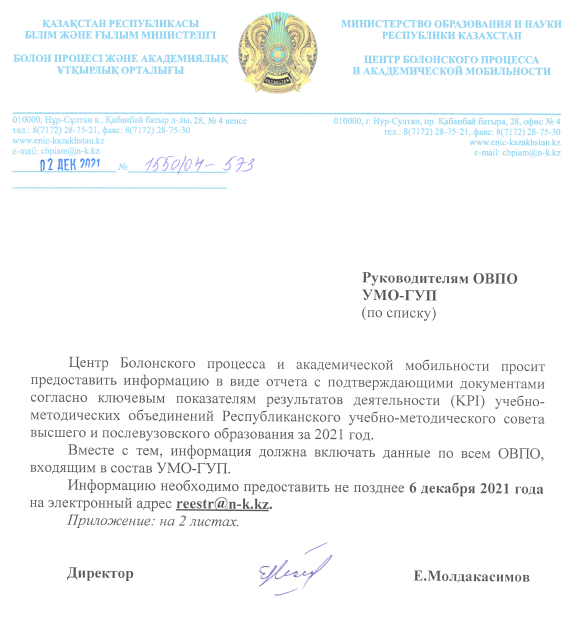 ҚАЗАҚСТАН РЕСПУБЛИКАСЫ
БІЛІМ ЖӘНЕ ҒЫЛЫМ МИНИСТРЛІГІ
БОЛОН ПРОЦЕСІ ЖӘНЕ АКАДЕМИЯЛЫҚ
ҰТҚЫРЛЫҚ ОРТАЛЫҒЫ
МИНИСТЕРСТВО ОБРАЗОВАНИЯ И НАУКИ
РЕСПУБЛИКИ КАЗАХСТАН
ЦЕНТР БОЛОНСКОГО ПРОЦЕССА
И АКАДЕМИЧЕСКОЙ МОБИЛЬНОСТИ
010000, Нұр-Сұлтан қ., Қабанбай батыр д-лы, 28, № 4 кеңсе
тел.: 8(7172) 28-75-21, факс: 8(7172) 28-75-30
www.enic-kazakhstan.kz
e-mail: cbpiam@n-k.kz
010000, г. Нур-Султан, пр. Кабанбай батыра, 28, офис № 4
тел.: 8(7172) 28-75-21, факс: 8(7172) 28-75-30
www.enic-kazakhstan.kz
e-mail: cbpiam@n-k.kz
02 ДЕК 2021 № 1550/04-573
Руководителям ОВПО
УМО-ГУП
(по списку)
Центр Болонского процесса и академической мобильности просит
предоставить информацию в виде отчета с подтверждающими документами
согласно ключевым показателям результатов деятельности (KPI) учебно-
методических объединений Республиканского учебно-методического совета
высшего и послевузовского образования за 2021 год.
Вместе с тем, информация должна включать данные по всем ОВПО,
входящим в состав УМО-ГУП.
Информацию необходимо предоставить не позднее 6 декабря 2021 года
на электронный адрес reestr@n-k.kz.
Приложение: на 2 листах.
Директор Е.Молдакасимов